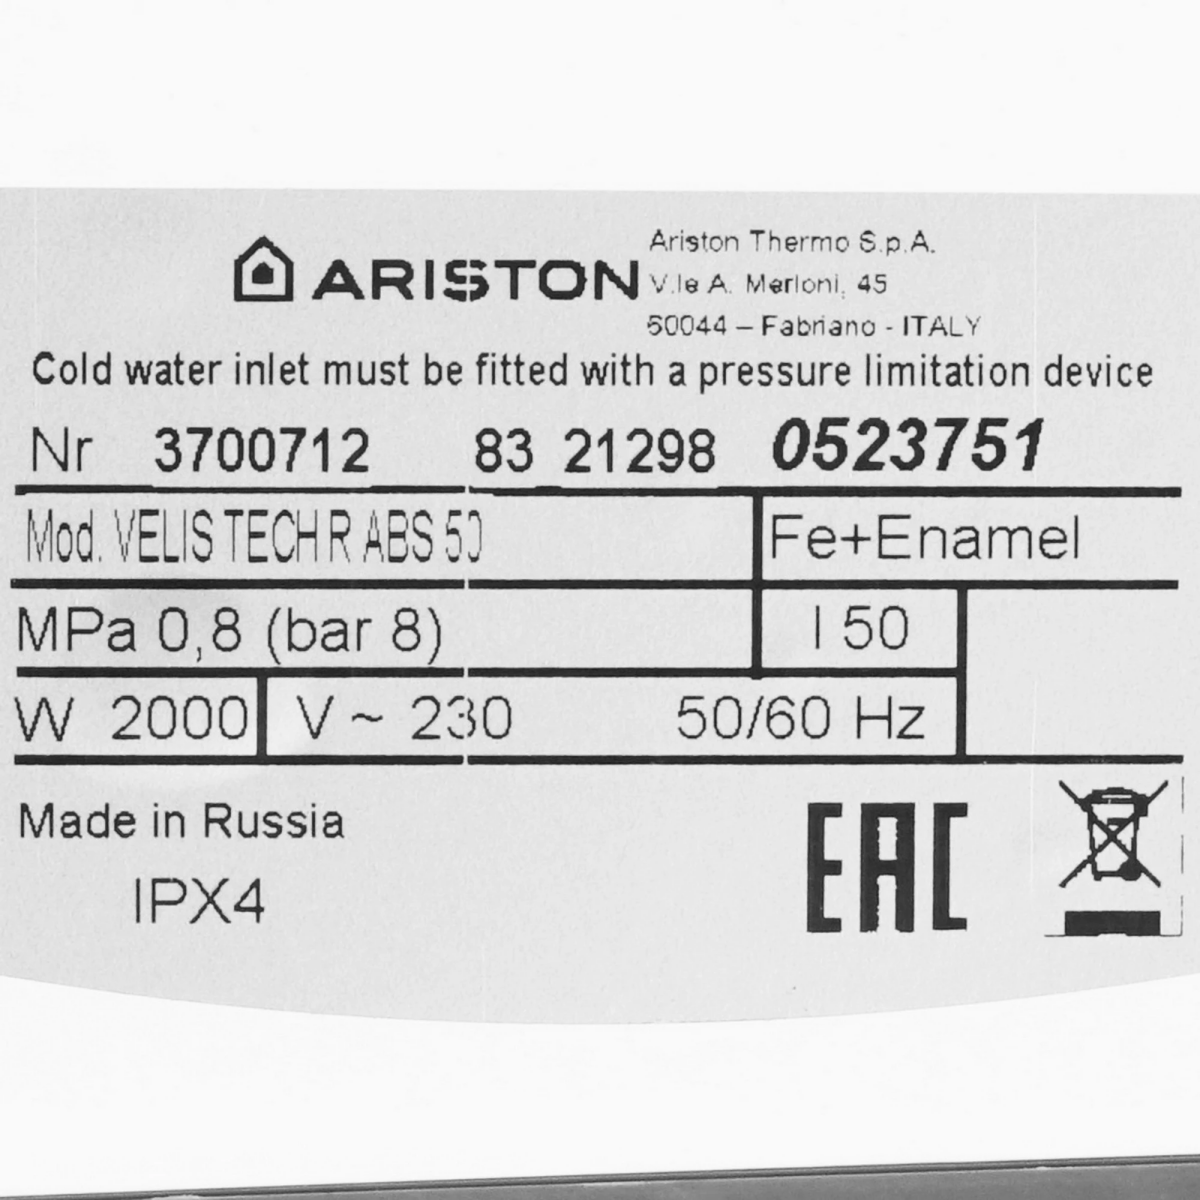 ARISTON
Ariston Thermo S.p.A.
V.le A. Merloni, 45
60044 – Fabriano - ITALY
Cold water inlet must be fitted with a pressure limitation device
Nr 3700712 83 21298 0523751
Mod. VELIS TECH R ABS 50 Fe+Enamel
MPa 0,8 (bar 8) l 50
W 2000 V ~ 230 50/60 Hz
Made in Russia
IPX4
EAC